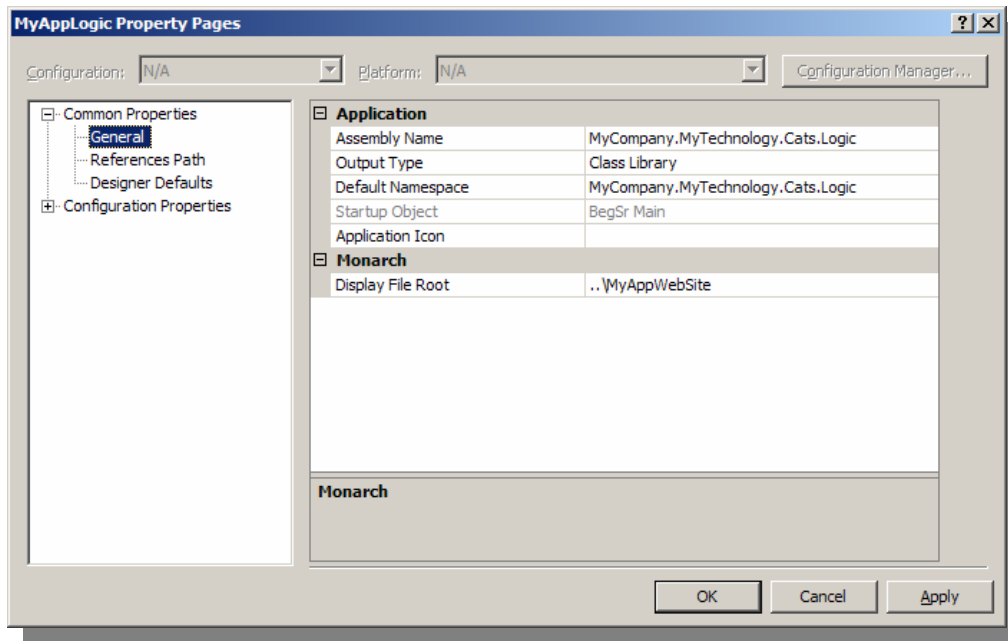 MyAppLogic Property Pages
Configuration: N/A Platform: N/A Configuration Manager...
Common Properties
General
References Path
Designer Defaults
Configuration Properties
Application
Assembly Name MyCompany.MyTechnology.Cats.Logic
Output Type Class Library
Default Namespace MyCompany.MyTechnology.Cats.Logic
Startup Object BegSr Main
Application Icon
Monarch
Display File Root ..\MyAppWebSite
Monarch
OK Cancel Apply